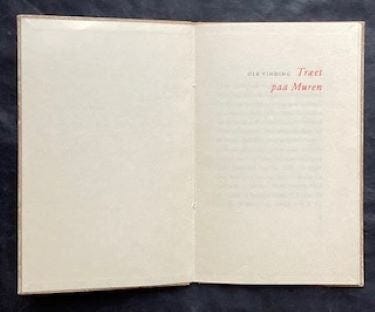 OLE VINDING Træet
paa Muren